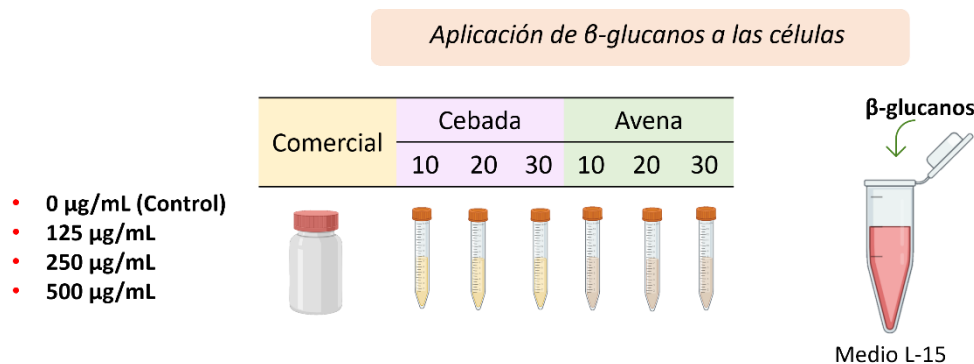 Aplicación de β-glucanos a las células
Comercial
Cebada
Avena
10 20 30 10 20 30
β-glucanos
• 0 µg/mL (Control)
• 125 µg/mL
• 250 µg/mL
• 500 µg/mL
Medio L-15